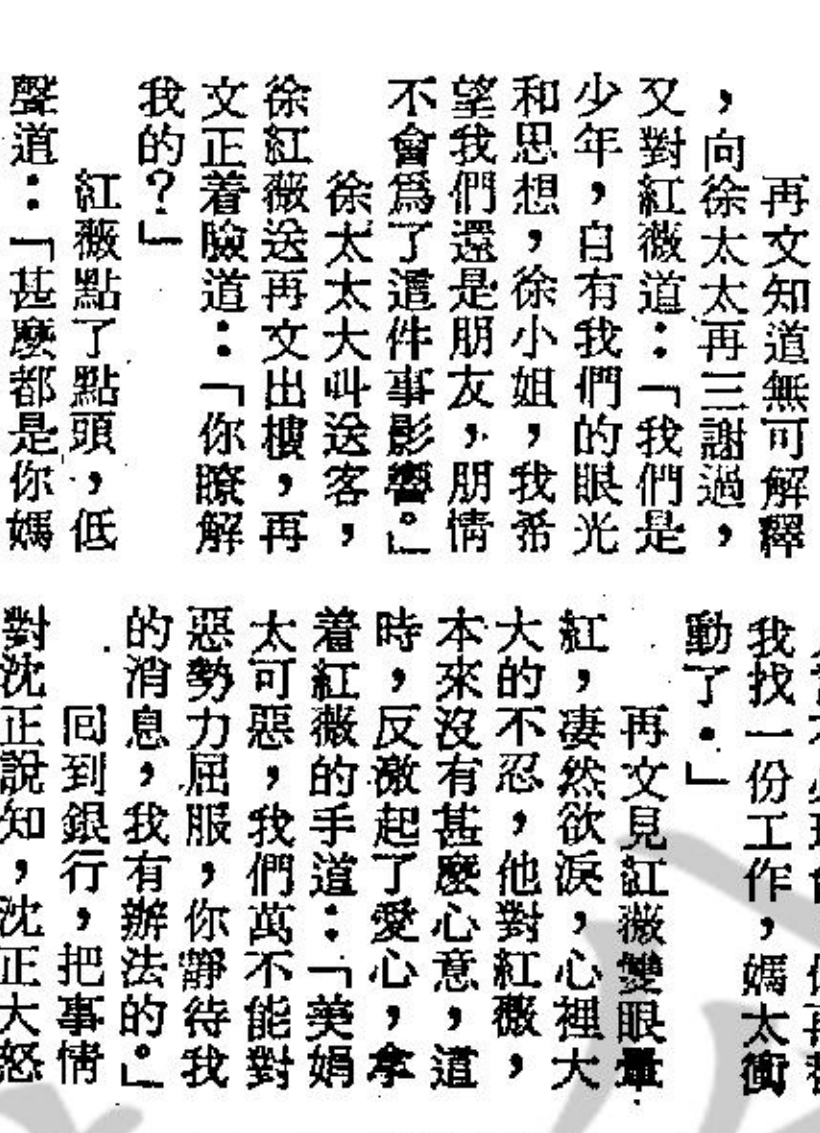 再文知道無可解釋
，向徐太太再三謝過，
又對紅薇道：「我們是
少年，自有我們的眼光
和思想，徐小姐，我希
望我們還是朋友，朋情
不會爲了這件事影響。」
徐太太大叫送客，
徐紅薇送再文出樓，再
文正着臉道：「你瞭解
我的？」
紅薇點了點頭，低
聲道：「甚麼都是你媽
我找一份工作，媽太衝
動了。」
再文見紅薇雙眼暈
紅，凄然欲淚，心裡大
大的不忍，他對紅薇，
本來沒有甚麼心意，這
時，反激起了愛心，拿
着紅薇的手道：「美娟
太可惡，我們萬不能對
惡勢力屈服，你靜待我
的消息，我有辦法的。」
回到銀行，把事情
對沈正說知，沈正大怒